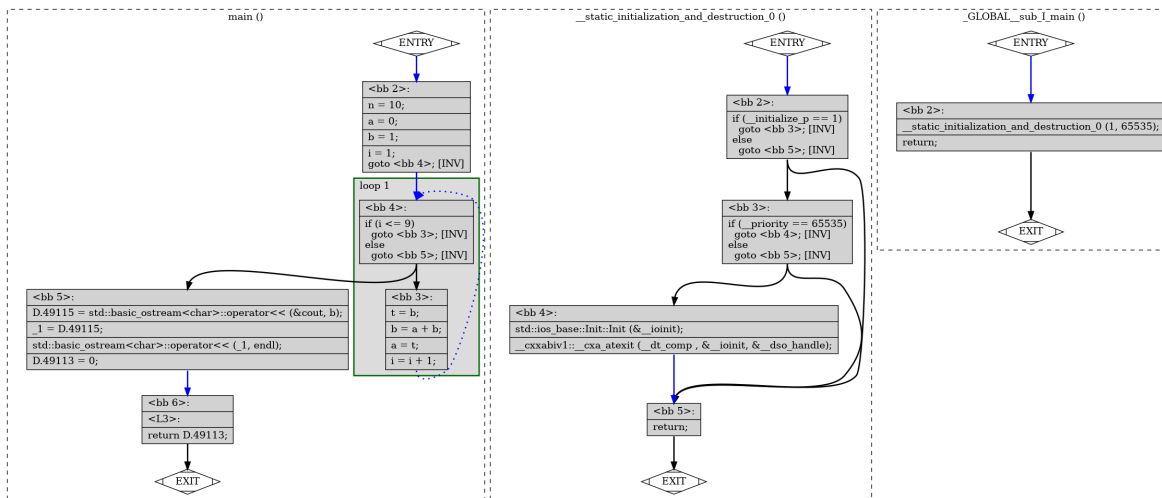 main ()
ENTRY
<bb 2>:
n = 10;
a = 0;
b = 1;
i = 1;
goto <bb 4>; [INV]
loop 1
<bb 4>:
if (i <= 9)
goto <bb 3>; [INV]
else
goto <bb 5>; [INV]
<bb 5>:
D.49115 = std::basic_ostream<char>::operator<< (&cout, b);
_1 = D.49115;
std::basic_ostream<char>::operator<< (_1, endl);
D.49113 = 0;
<bb 3>:
t = b;
b = a + b;
a = t;
i = i + 1;
<bb 6>:
<L3>:
return D.49113;
EXIT
__static_initialization_and_destruction_0 ()
ENTRY
<bb 2>:
if (__initialize_p == 1)
goto <bb 3>; [INV]
else
goto <bb 5>; [INV]
<bb 3>:
if (__priority == 65535)
goto <bb 4>; [INV]
else
goto <bb 5>; [INV]
<bb 4>:
std::ios_base::Init::Init (&__ioinit);
__cxxabiv1::__cxa_atexit (__dt_comp , &__ioinit, &__dso_handle);
<bb 5>:
return;
EXIT
_GLOBAL__sub_I_main ()
ENTRY
<bb 2>:
__static_initialization_and_destruction_0 (1, 65535);
return;
EXIT